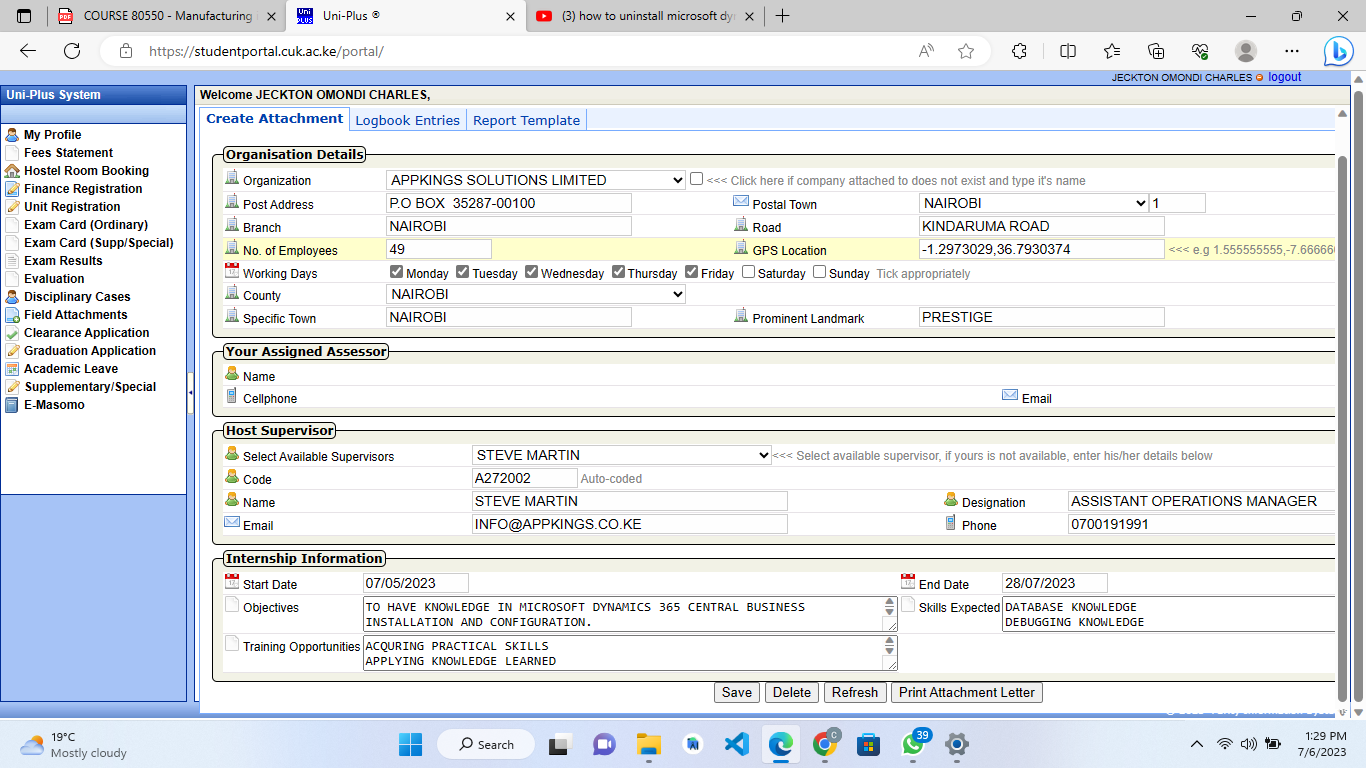 COURSE 80550 - Manufacturing
Uni-Plus ®
(3) how to uninstall microsoft dy
https://studentportal.cuk.ac.ke/portal/
JECKTON OMONDI CHARLES logout
Uni-Plus System
Welcome JECKTON OMONDI CHARLES,
My Profile
Fees Statement
Hostel Room Booking
Finance Registration
Unit Registration
Exam Card (Ordinary)
Exam Card (Supp/Special)
Exam Results
Evaluation
Disciplinary Cases
Field Attachments
Clearance Application
Graduation Application
Academic Leave
Supplementary/Special
E-Masomo
Create Attachment Logbook Entries Report Template
Organisation Details
Organization APPKINGS SOLUTIONS LIMITED <<< Click here if company attached to does not exist and type it's name
Post Address P.O BOX 35287-00100 Postal Town NAIROBI 1
Branch NAIROBI Road KINDARUMA ROAD
No. of Employees 49 GPS Location -1.2973029,36.7930374 <<< e.g 1.555555555,-7.666666
Working Days Monday Tuesday Wednesday Thursday Friday Saturday Sunday Tick appropriately
County NAIROBI
Specific Town NAIROBI Prominent Landmark PRESTIGE
Your Assigned Assessor
Name
Cellphone Email
Host Supervisor
Select Available Supervisors STEVE MARTIN <<< Select available supervisor, if yours is not available, enter his/her details below
Code A272002 Auto-coded
Name STEVE MARTIN Designation ASSISTANT OPERATIONS MANAGER
Email INFO@APPKINGS.CO.KE Phone 0700191991
Internship Information
Start Date 07/05/2023 End Date 28/07/2023
Objectives TO HAVE KNOWLEDGE IN MICROSOFT DYNAMICS 365 CENTRAL BUSINESS Skills Expected DATABASE KNOWLEDGE
INSTALLATION AND CONFIGURATION. DEBUGGING KNOWLEDGE
Training Opportunities ACQURING PRACTICAL SKILLS
APPLYING KNOWLEDGE LEARNED
Save Delete Refresh Print Attachment Letter
19°C
Mostly cloudy
Search
C
39
1:29 PM
7/6/2023